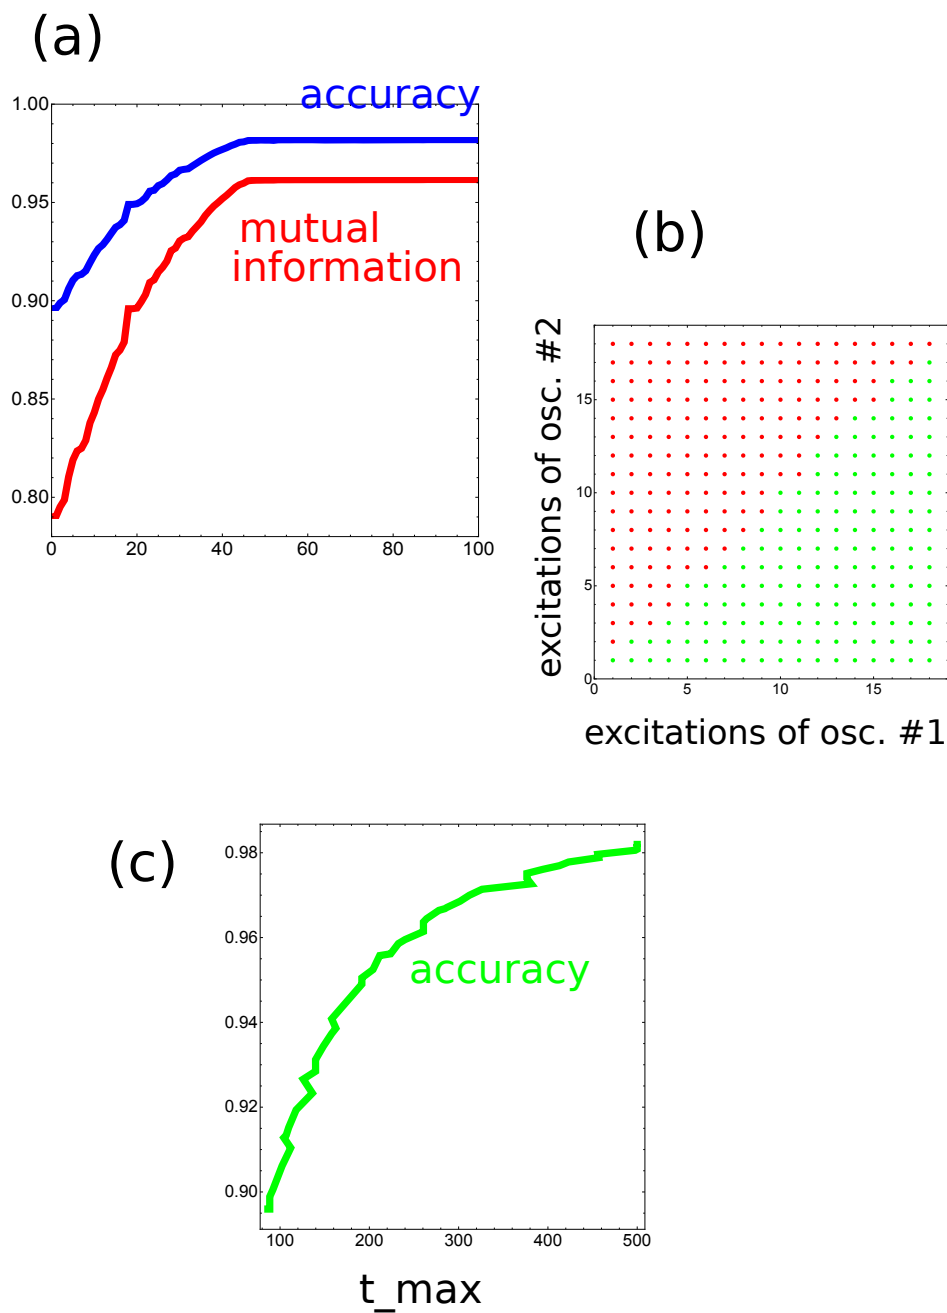 (a)
accuracy
1.00
0.95
0.90
0.85
0.80
0 20 40 60 80 100
mutual
information
(b)
excitations of osc. #2
15
10
5
0
0 5 10 15
excitations of osc. #1
(c)
0.98
0.96
0.94
0.92
0.90
100 200 300 400 500
accuracy
t_max